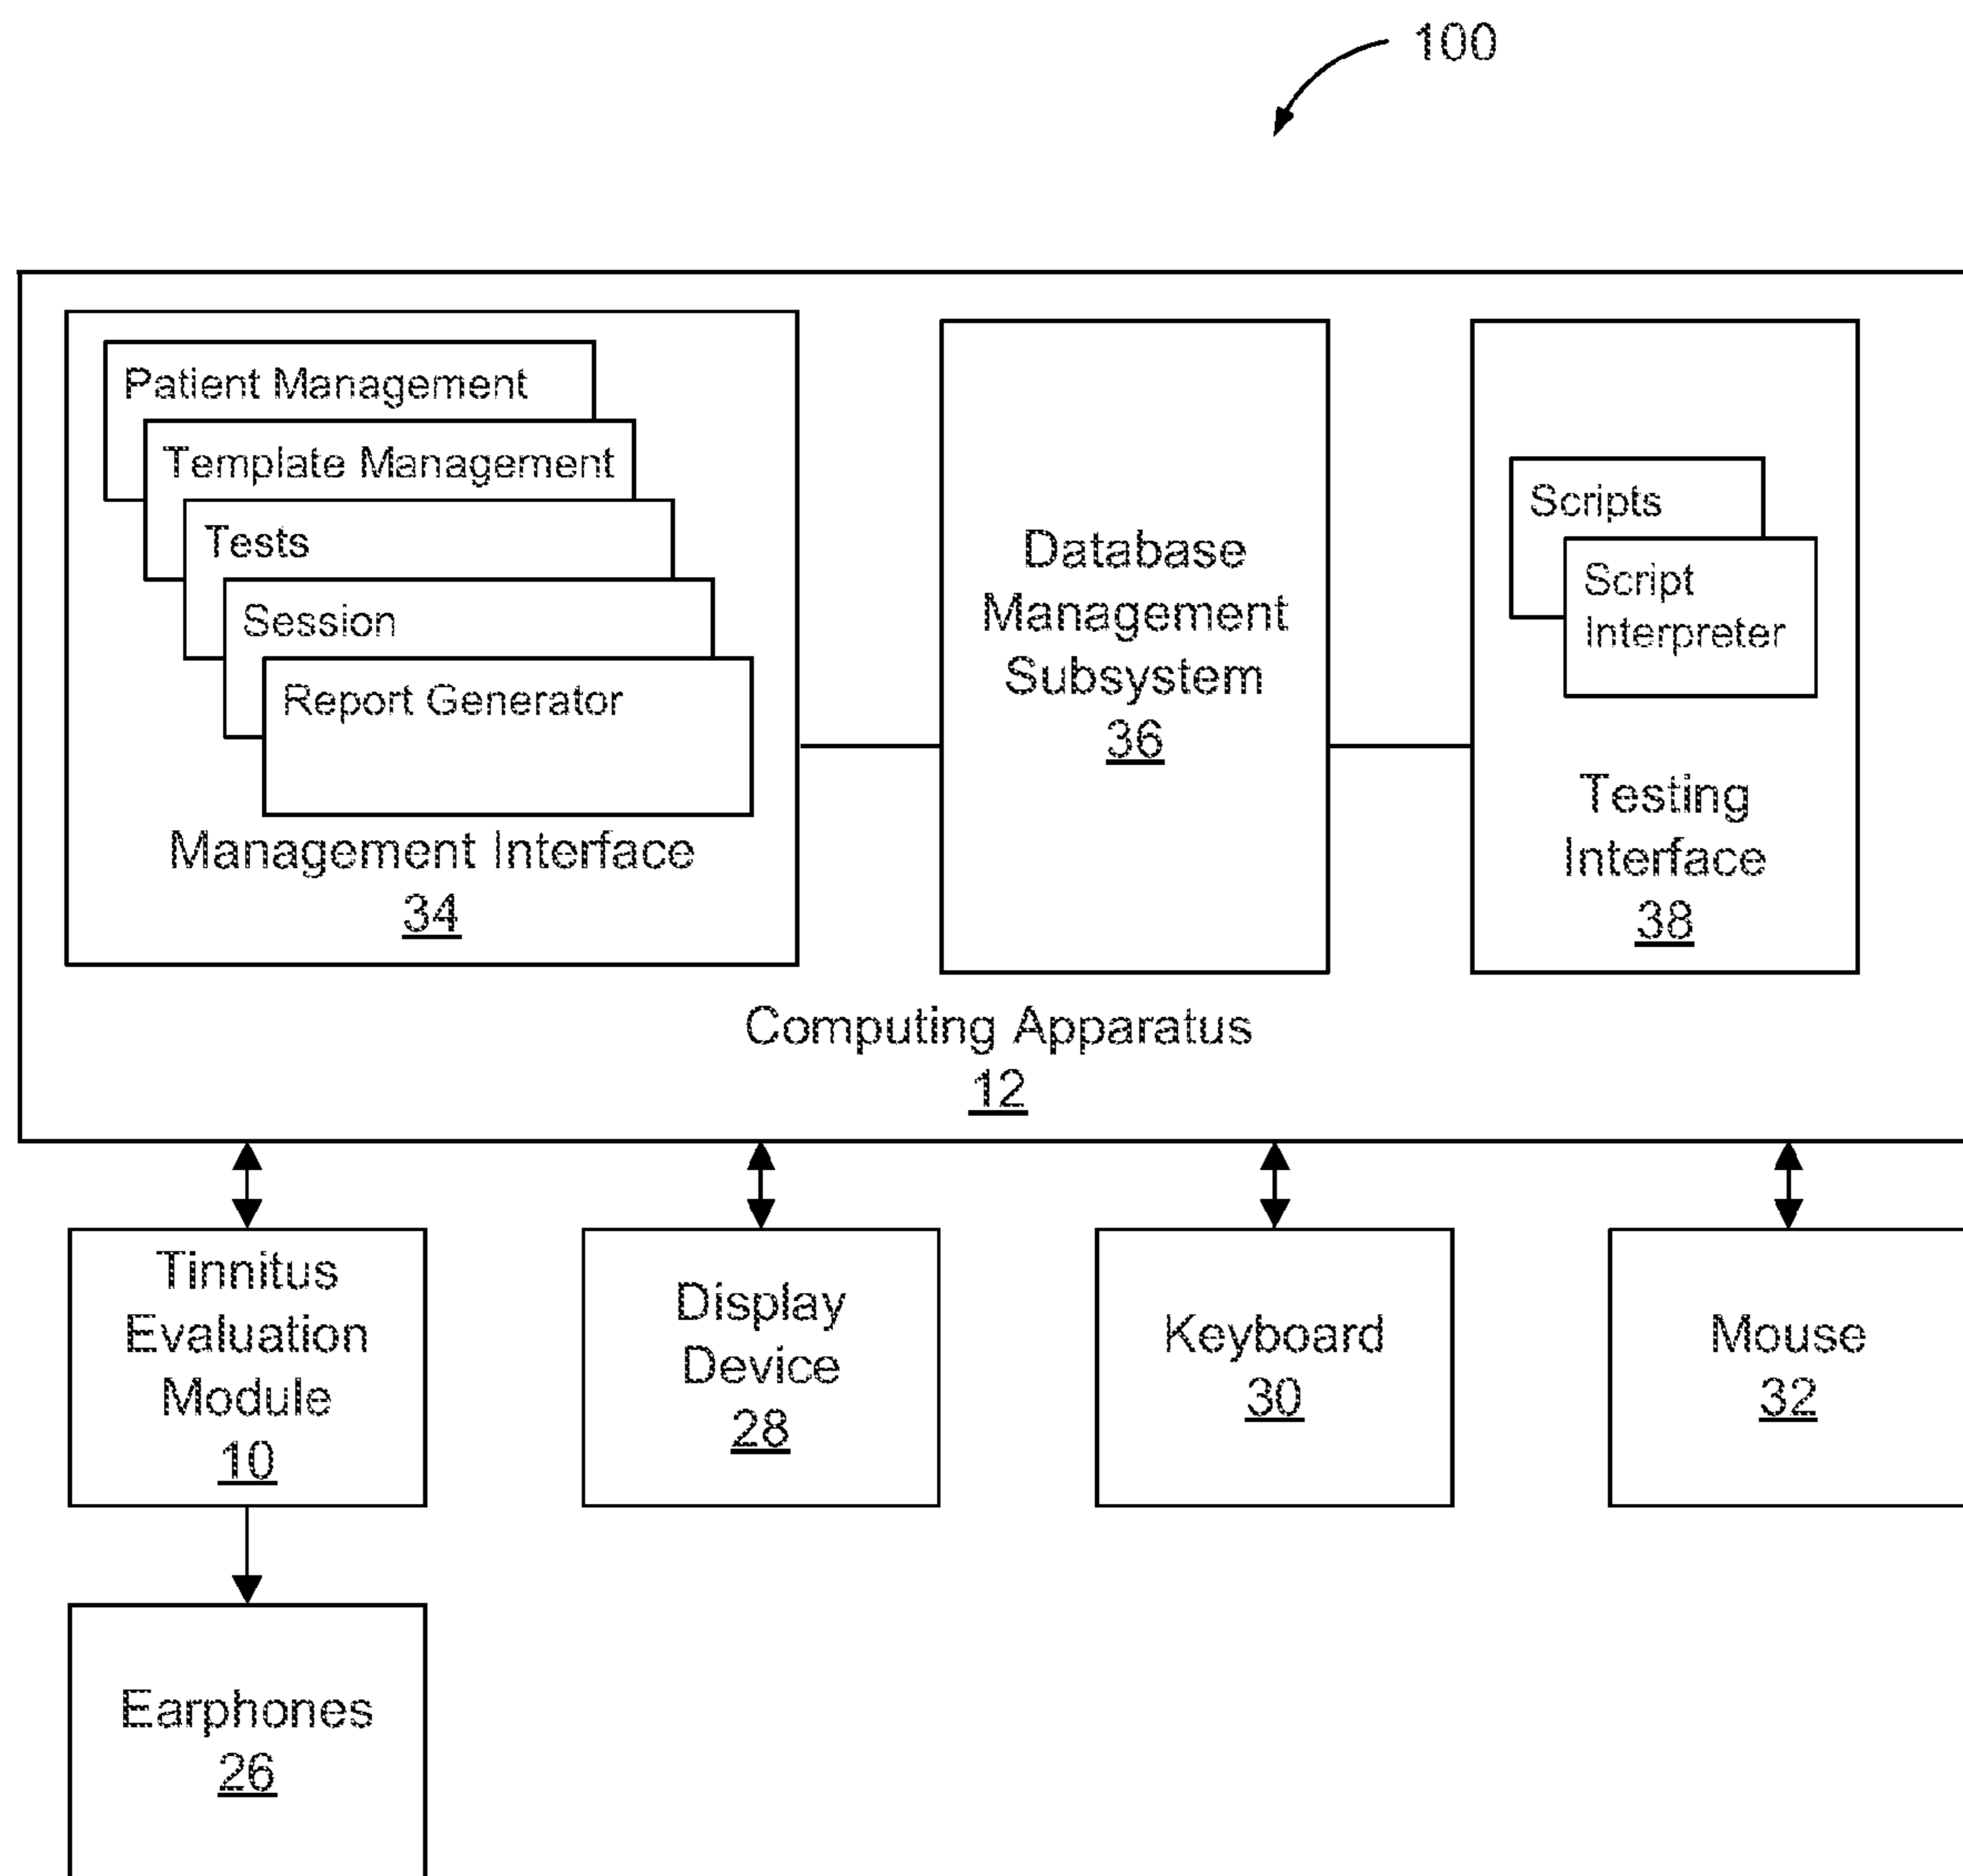 100
Patient Management
Template Management
Tests
Session
Report Generator
Management Interface
34
Database
Management
Subsystem
36
Scripts
Script
Interpreter
Testing
Interface
38
Computing Apparatus
12
Tinnitus
Evaluation
Module
10
Display
Device
28
Keyboard
30
Mouse
32
Earphones
26